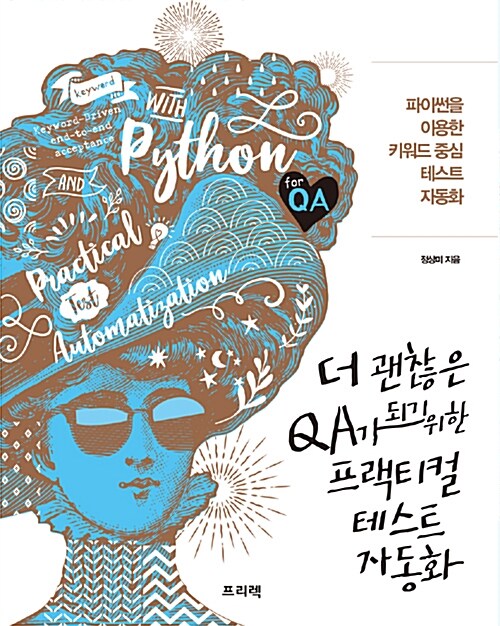 keyword
Keyword-Driven
end-to-end
acceptance
WITH
Python
AND
for
QA
Practical
Test
Automatization
파이썬을
이용한
키워드 중심
테스트
자동화
정상미 지음
더 괜찮은
QA가 되기 위한
프랙티컬
테스트
자동화
프리렉